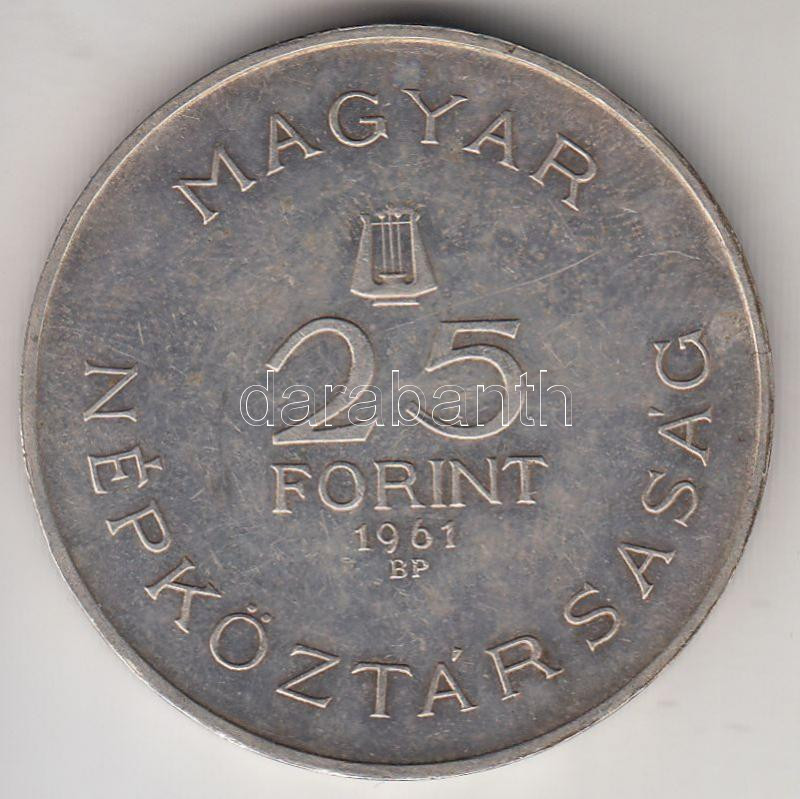 MAGYAR
25
FORINT
1961
BP
NÉPKÖZTÁRSASÁG
darabanth